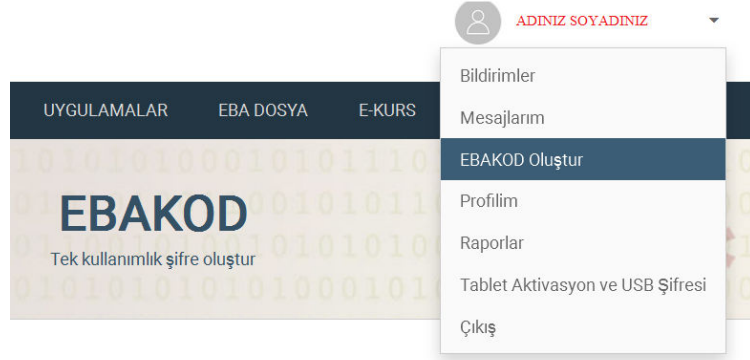 ADINIZ SOYADINIZ
Bildirimler
UYGULAMALAR EBA DOSYA E-KURS
Mesajlarım
EBAKOD Oluştur
EBAKOD
Tek kullanımlık şifre oluştur
Profilim
Raporlar
Tablet Aktivasyon ve USB Şifresi
Çıkış